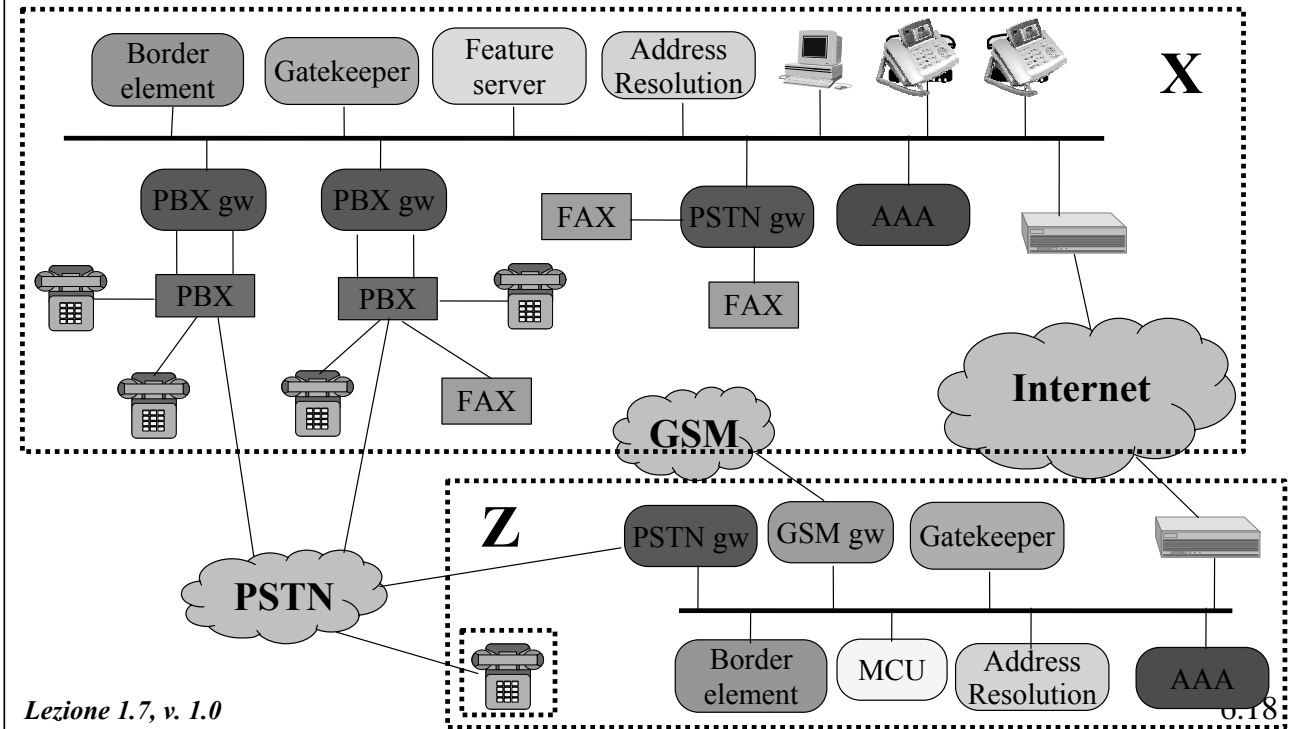 Border
element
Gatekeeper
Feature
server
Address
Resolution
X
PBX gw
PBX gw
FAX
PSTN gw
AAA
PBX
PBX
FAX
FAX
Internet
GSM
Z
PSTN gw
GSM gw
Gatekeeper
PSTN
Border
element
MCU
Address
Resolution
AAA
Lezione 1.7, v. 1.0
6.18